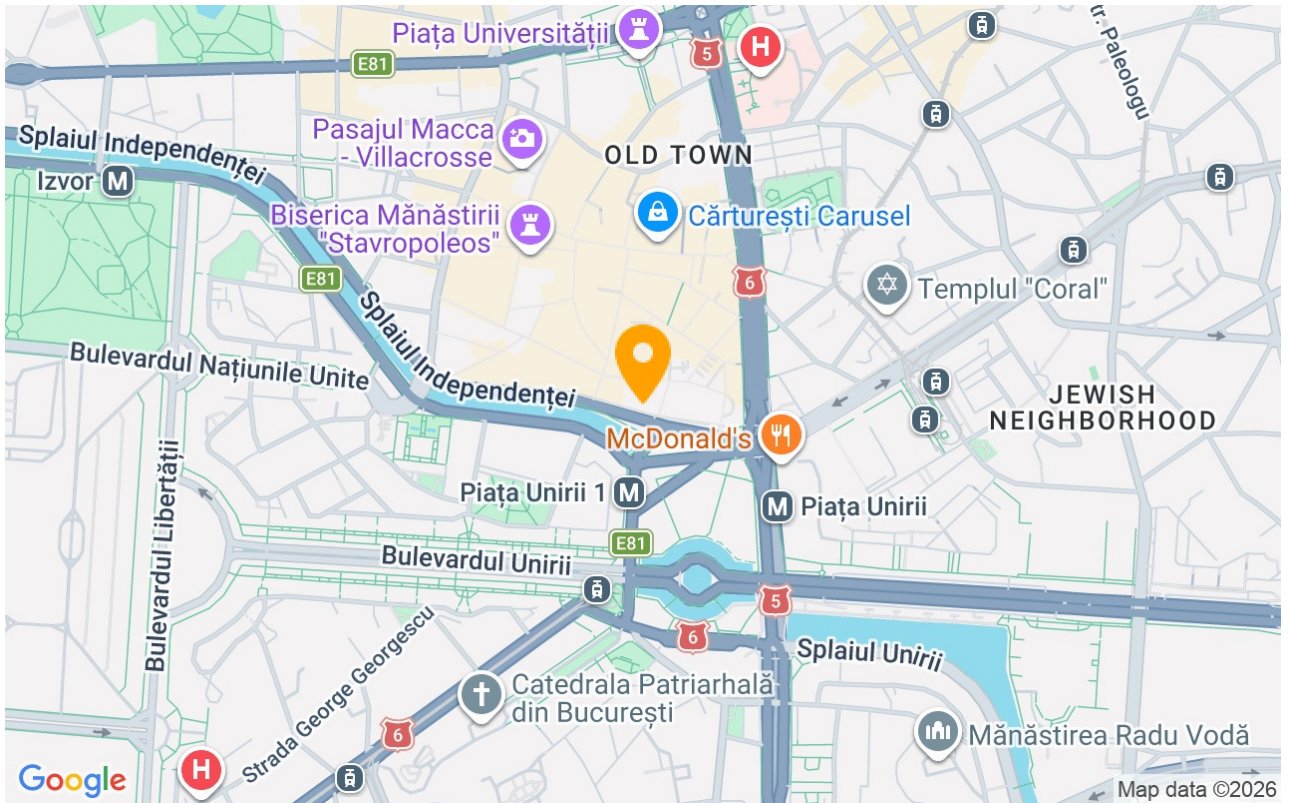 Piața Universității
5
H
tr. Paleologu
E81
Splaiul Independenței
Pasajul Macca
- Villacrosse
OLD TOWN
Izvor M
Cărturești Carusel
Biserica Mănăstirii
"Stavropoleos"
E81
6
Templul "Coral"
Splaiul Independenței
Bulevardul Națiunile Unite
JEWISH
NEIGHBORHOOD
McDonald's
Piața Unirii 1 M
M Piața Unirii
Bulevardul Libertății
E81
Bulevardul Unirii
5
6
Splaiul Unirii
Strada George Georgescu
Catedrala Patriarhală
din București
6
Mănăstirea Radu Vodă
H
Google
Map data ©2026